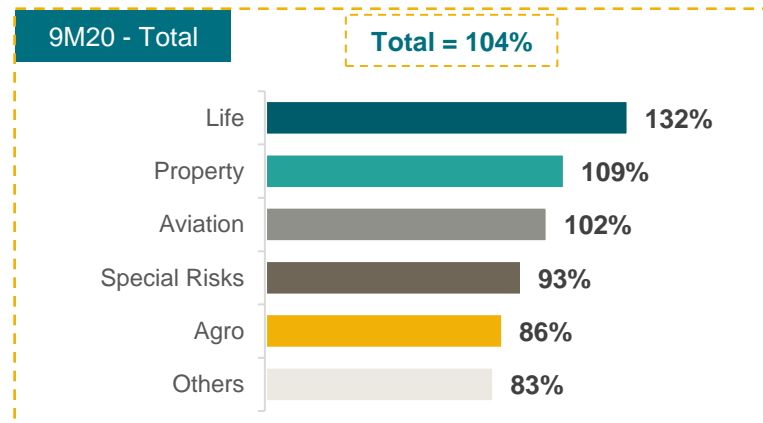 9M20 - Total
Total = 104%
Life 132%
Property 109%
Aviation 102%
Special Risks 93%
Agro 86%
Others 83%